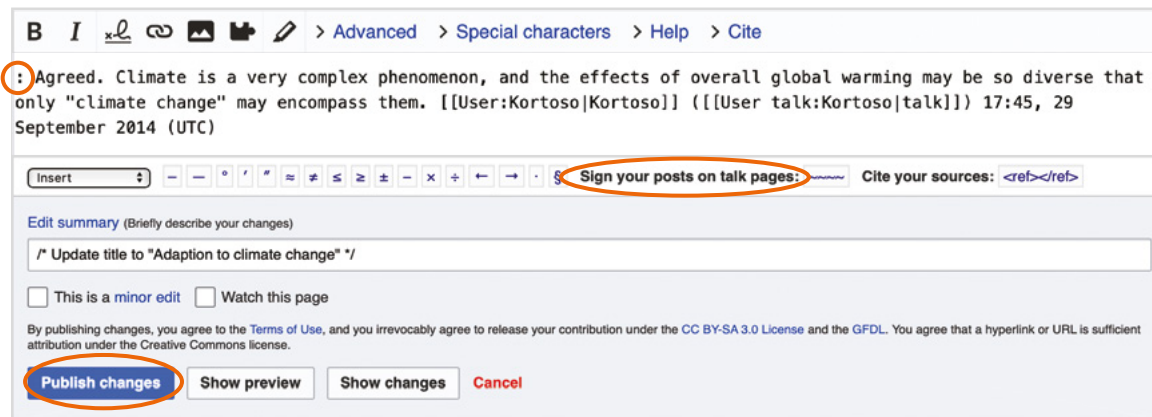 B I Advanced Special characters Help Cite
: Agreed. Climate is a very complex phenomenon, and the effects of overall global warming may be so diverse that
only "climate change" may encompass them. [[User:Kortoso|Kortoso]] ([[User talk:Kortoso|talk]]) 17:45, 29
September 2014 (UTC)
Insert – — ° ′ ″ ≈ ≠ ≤ ≥ ± − × ÷ ← → · § Sign your posts on talk pages: ~~~~ Cite your sources: <ref></ref>
Edit summary (Briefly describe your changes)
/* Update title to "Adaption to climate change" */
This is a minor edit Watch this page
By publishing changes, you agree to the Terms of Use, and you irrevocably agree to release your contribution under the CC BY-SA 3.0 License and the GFDL. You agree that a hyperlink or URL is sufficient
attribution under the Creative Commons license.
Publish changes Show preview Show changes Cancel